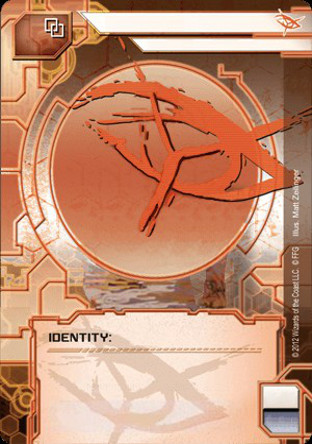 IDENTITY:
© 2012 Wizards of the Coast LLC. © FFG Illus. Matt Zeilinger